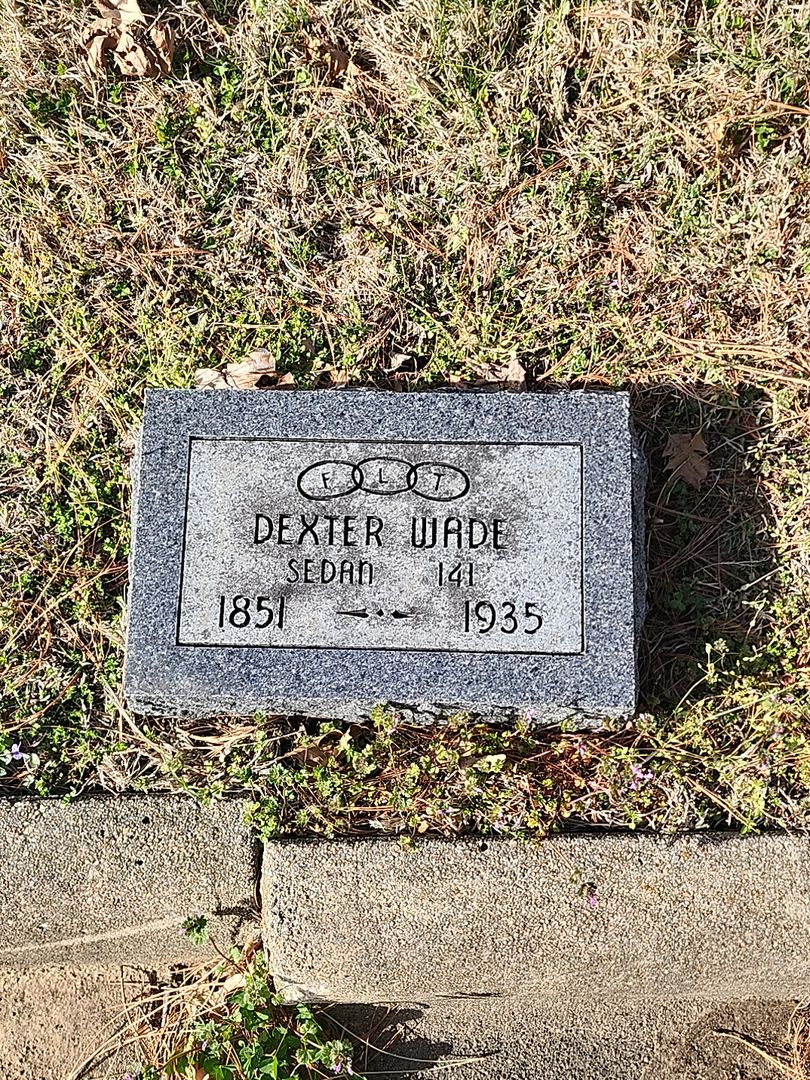 F L T
DEXTER WADE
SEDAN 141
1851 1935